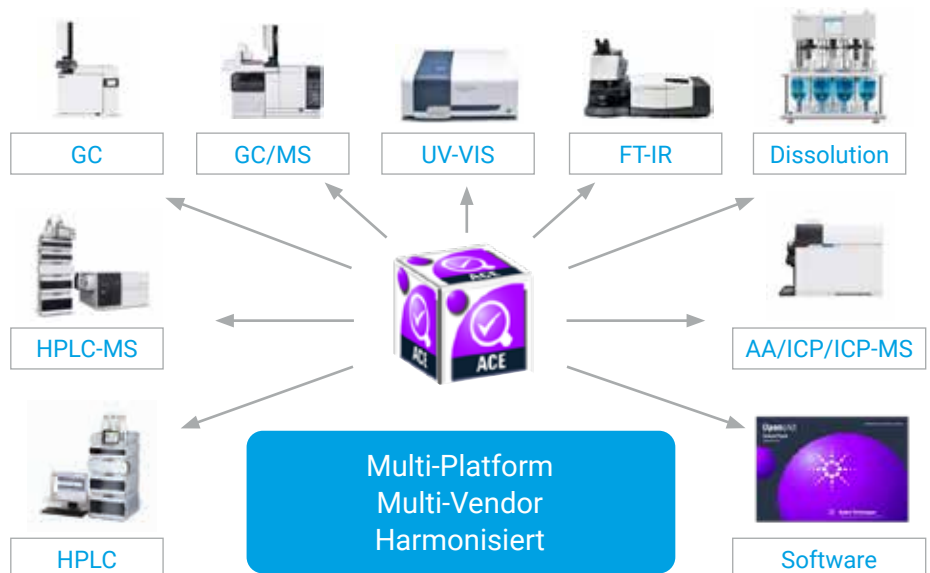 GC
GC/MS
UV-VIS
FT-IR
Dissolution
ACE
ACE
ACE
HPLC-MS
AA/ICP/ICP-MS
Multi-Platform
Multi-Vendor
Harmonisiert
HPLC
Software